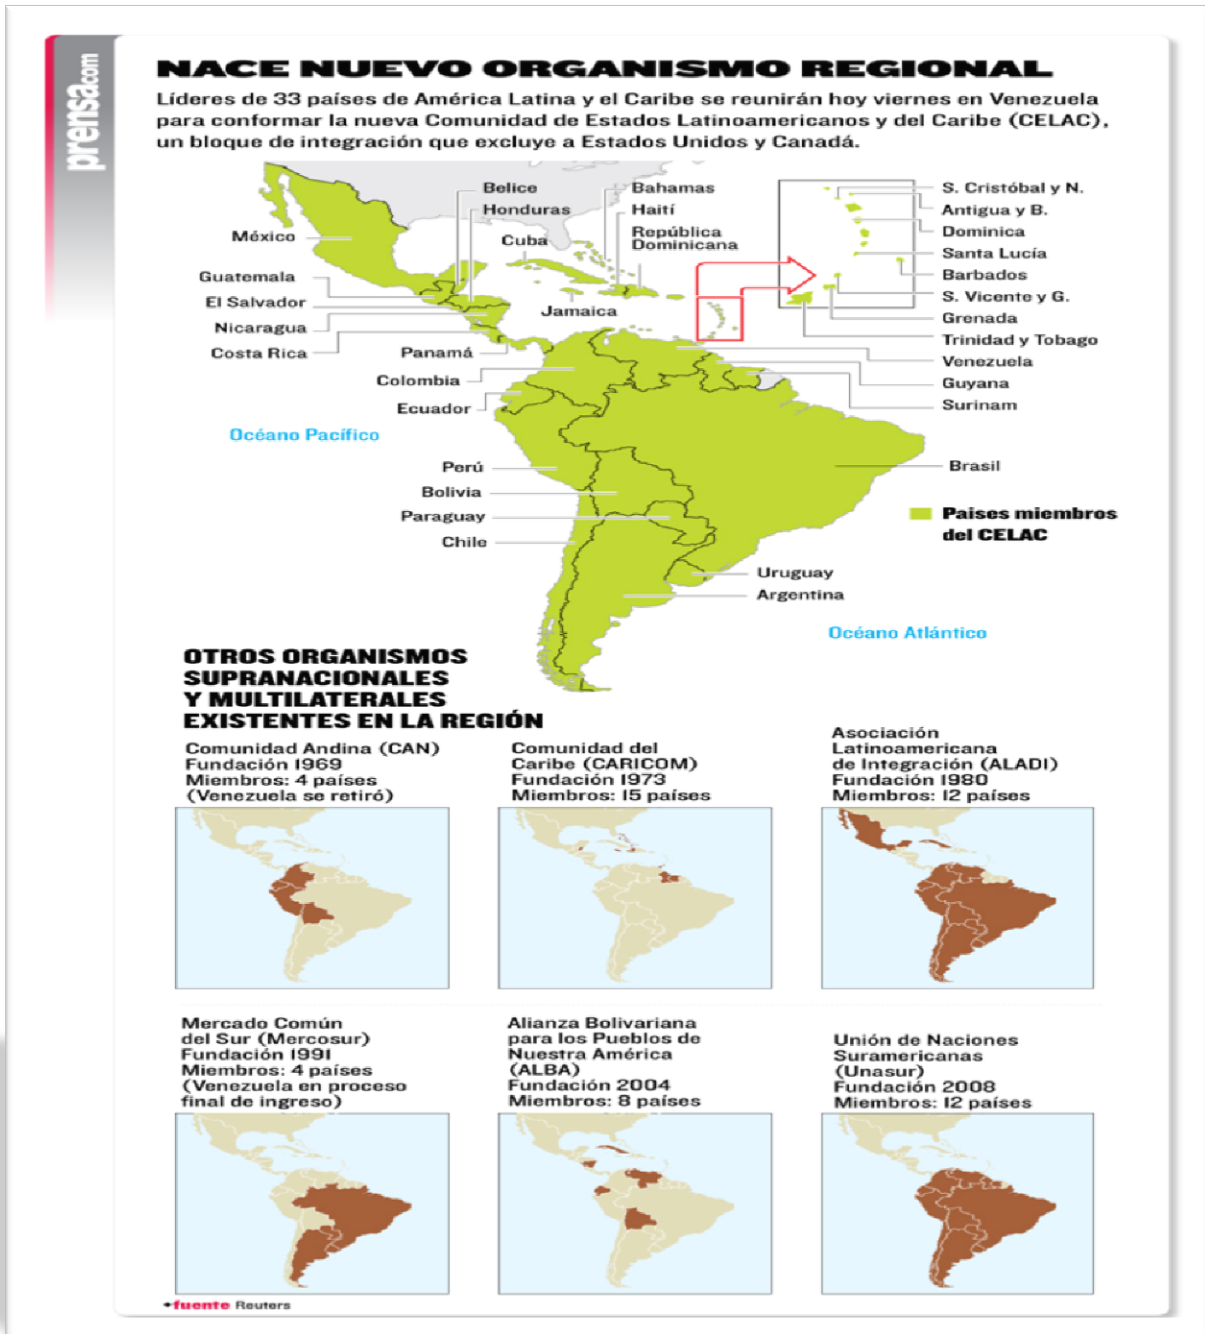 prensa.com
NACE NUEVO ORGANISMO REGIONAL
Líderes de 33 países de América Latina y el Caribe se reunirán hoy viernes en Venezuela
para conformar la nueva Comunidad de Estados Latinoamericanos y del Caribe (CELAC),
un bloque de integración que excluye a Estados Unidos y Canadá.
Belice
Honduras
Cuba
México
Guatemala
El Salvador
Nicaragua
Costa Rica
Panamá
Colombia
Ecuador
Bahamas
Haití
República
Dominicana
Jamaica
S. Cristóbal y N.
Antigua y B.
Dominica
Santa Lucía
Barbados
S. Vicente y G.
Grenada
Trinidad y Tobago
Venezuela
Guyana
Surinam
Océano Pacífico
Perú
Bolivia
Paraguay
Chile
Brasil
Países miembros
del CELAC
Uruguay
Argentina
Océano Atlántico
OTROS ORGANISMOS
SUPRANACIONALES
Y MULTILATERALES
EXISTENTES EN LA REGIÓN
Comunidad Andina (CAN)
Fundación 1969
Miembros: 4 países
(Venezuela se retiró)
Comunidad del
Caribe (CARICOM)
Fundación 1973
Miembros: 15 países
Asociación
Latinoamericana
de Integración (ALADI)
Fundación 1980
Miembros: 12 países
Mercado Común
del Sur (Mercosur)
Fundación 1991
Miembros: 4 países
(Venezuela en proceso
final de ingreso)
Alianza Bolivariana
para los Pueblos de
Nuestra América
(ALBA)
Fundación 2004
Miembros: 8 países
Unión de Naciones
Suramericanas
(Unasur)
Fundación 2008
Miembros: 12 países
fuente Reuters